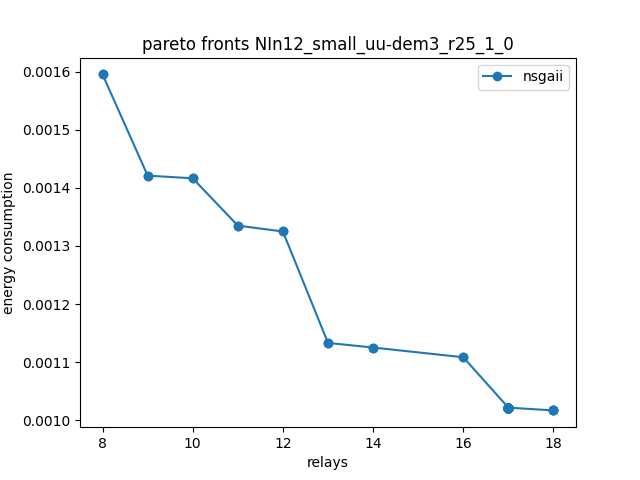 pareto fronts NIn12_small_uu-dem3_r25_1_0
nsgaii
0.0016
0.0015
0.0014
0.0013
0.0012
0.0011
0.0010
energy consumption
8 10 12 14 16 18
relays